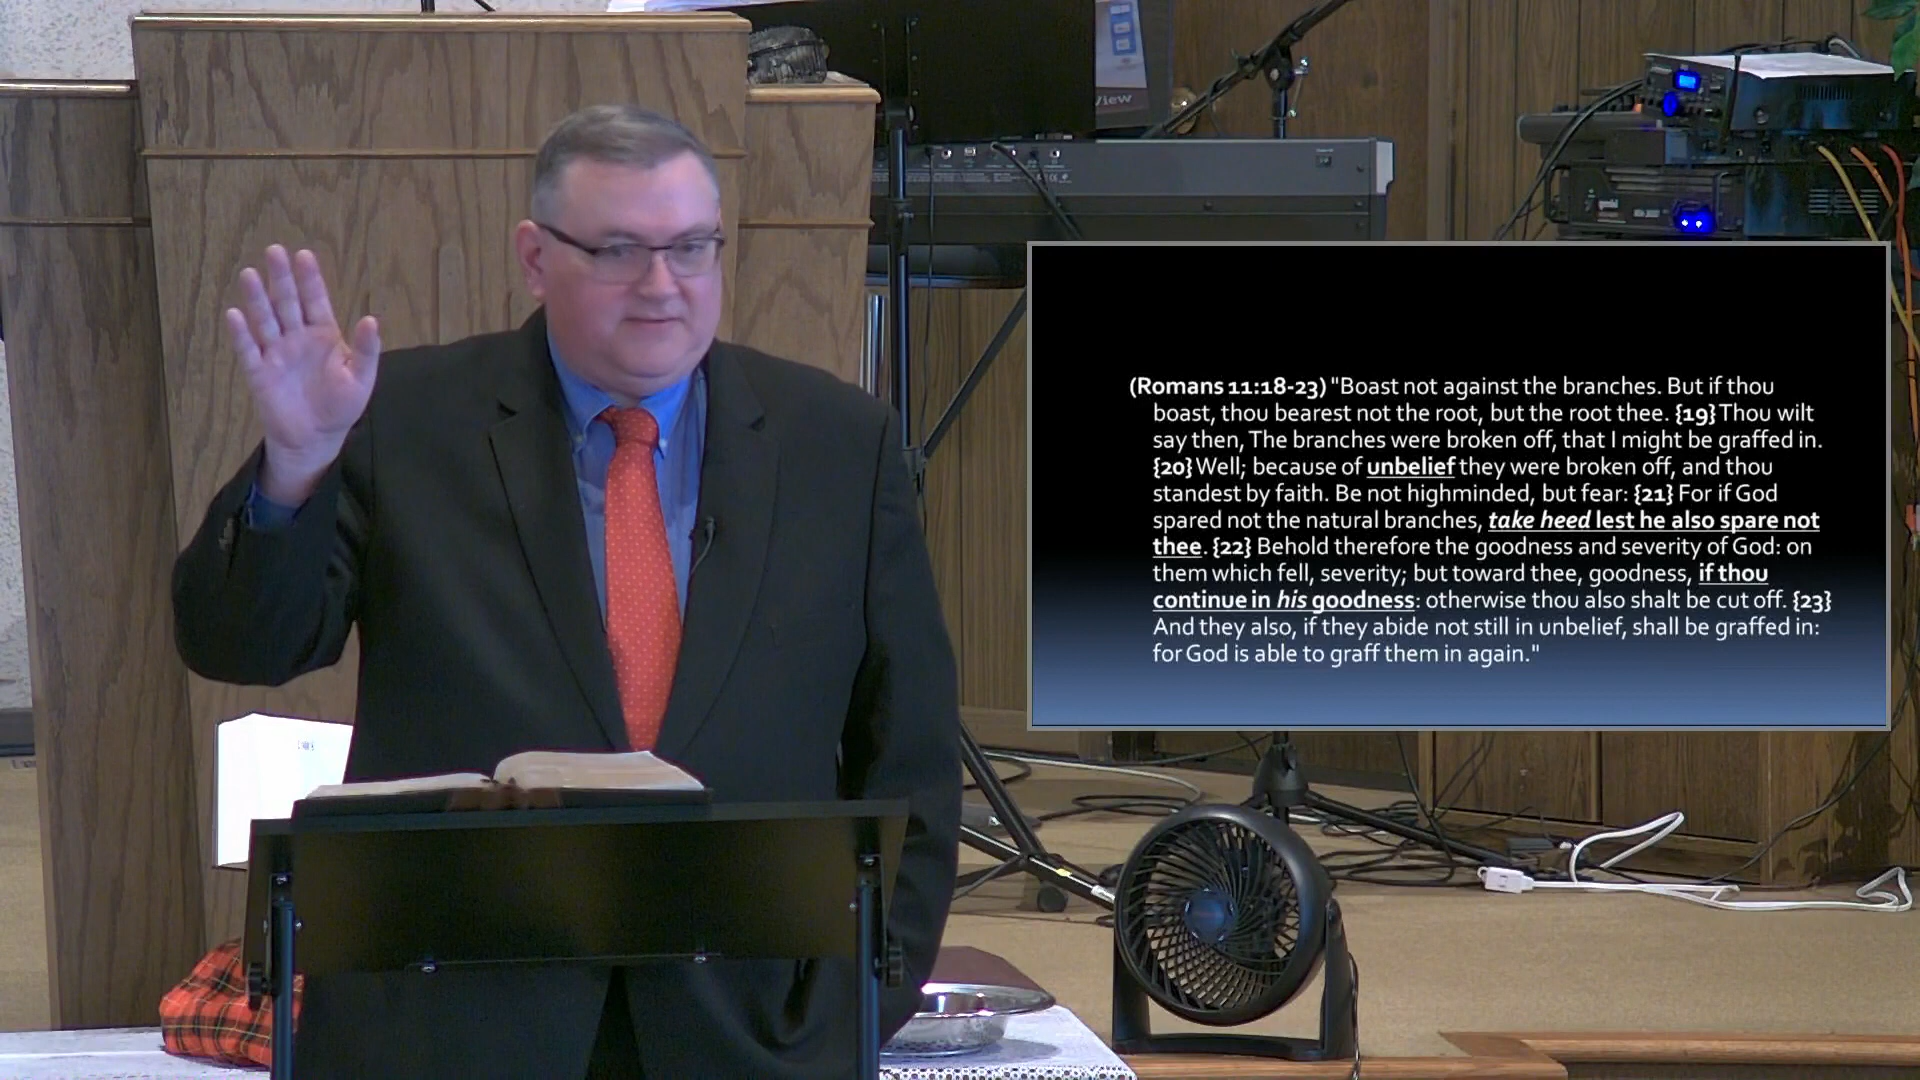 View
(Romans 11:18-23) "Boast not against the branches. But if thou
boast, thou bearest not the root, but the root thee. {19} Thou wilt
say then, The branches were broken off, that I might be graffed in.
{20} Well; because of unbelief they were broken off, and thou
standest by faith. Be not highminded, but fear: {21} For if God
spared not the natural branches, take heed lest he also spare not
thee. {22} Behold therefore the goodness and severity of God: on
them which fell, severity; but toward thee, goodness, if thou
continue in his goodness: otherwise thou also shalt be cut off. {23}
And they also, if they abide not still in unbelief, shall be graffed in:
for God is able to graff them in again."